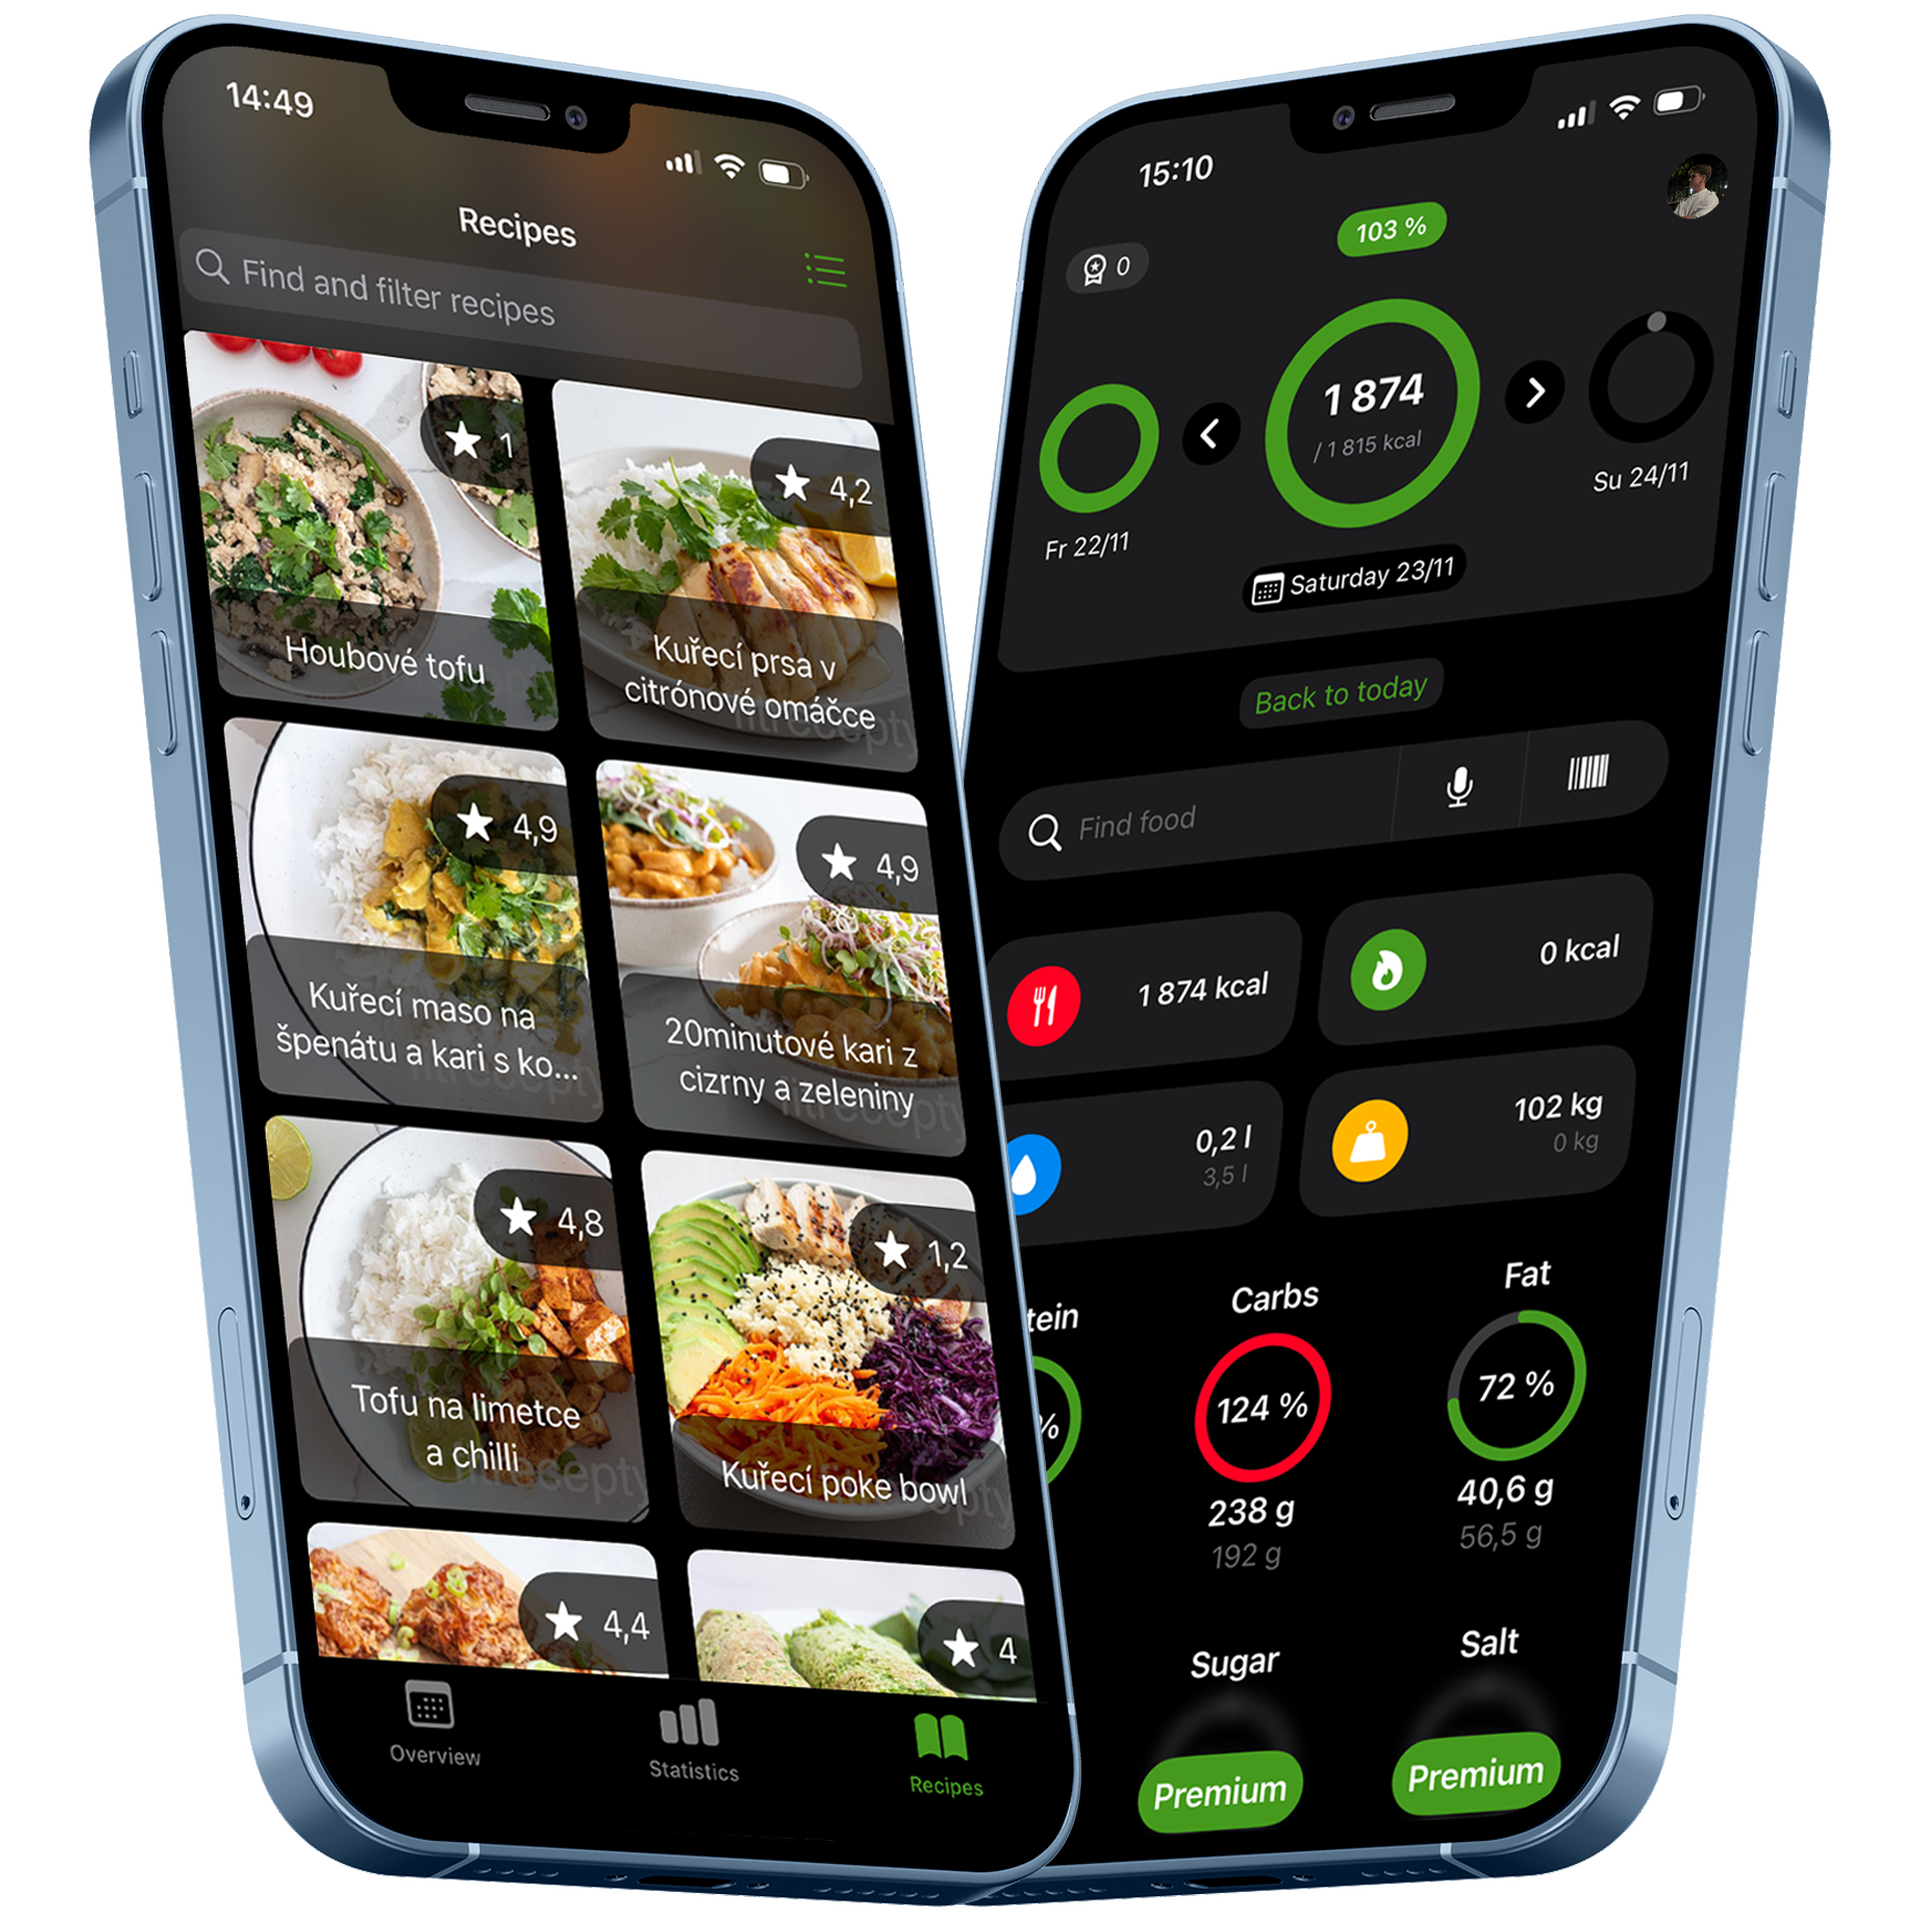 14:49
Recipes
Find and filter recipes
1
4,2
Houbové tofu
Kuřecí prsa v
citrónové omáčce
4,9
4,9
Kuřecí maso na
špenátu a kari s ko...
20minutové kari z
cizrny a zeleniny
4,8
1,2
Tofu na limetce
a chilli
Kuřecí poke bowl
4,4
4
Overview
Statistics
Recipes
15:10
103 %
0
1 874
/ 1 815 kcal
Fr 22/11
Su 24/11
Saturday 23/11
Back to today
Find food
1 874 kcal
0 kcal
0,2 l
3,5 l
102 kg
0 kg
tein
Carbs
Fat
%
124 %
72 %
238 g
192 g
40,6 g
56,5 g
Sugar
Salt
Premium
Premium